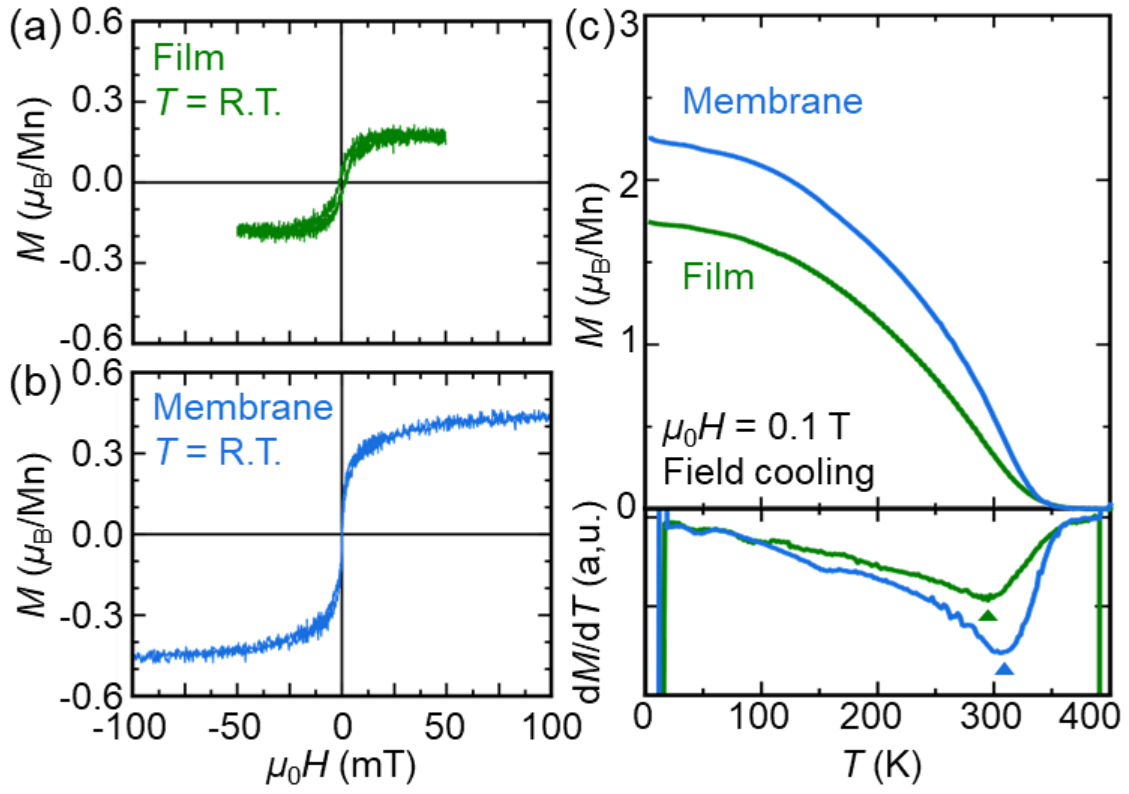 (a)
0.6
0.3
0.0
-0.3
-0.6
M (μB/Mn)
Film
T = R.T.
(b)
0.6
0.3
0.0
-0.3
-0.6
M (μB/Mn)
Membrane
T = R.T.
-100
-50
0
50
100
μ0H (mT)
(c)
3
2
1
0
M (μB/Mn)
Membrane
Film
μ0H = 0.1 T
Field cooling
dM/dT (a,u.)
0
100
200
300
400
T (K)